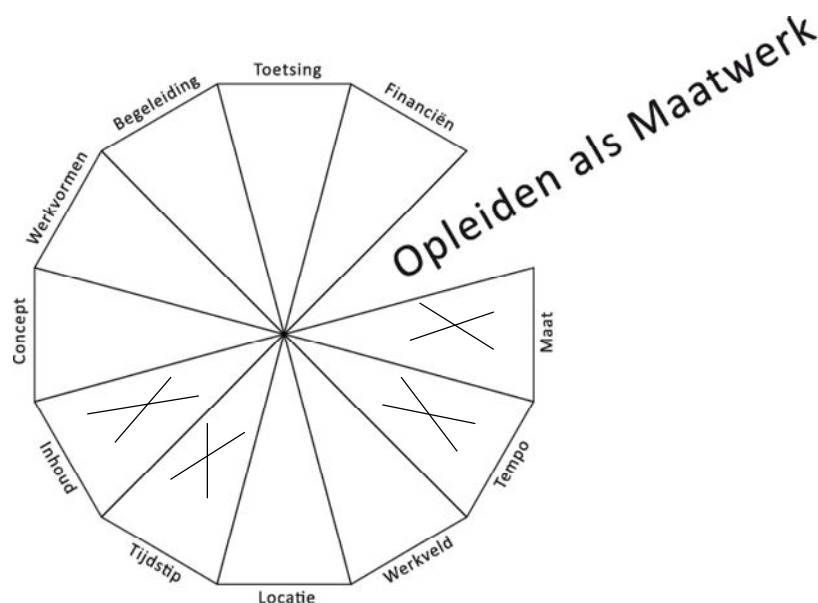 Opleiden als Maatwerk
Toetsing
Financiën
Begeleiding
Werkvormen
Concept
Inhoud
Tijdstip
Locatie
Werkveld
Tempo
Maat